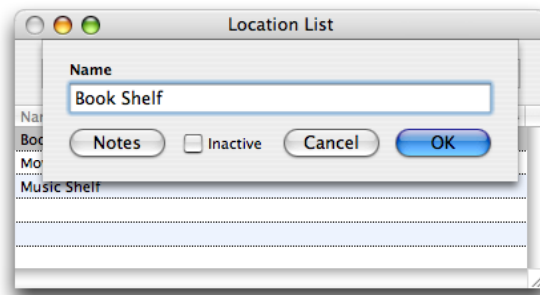 Location List
Name
Book Shelf
Notes Inactive Cancel OK
Music Shelf